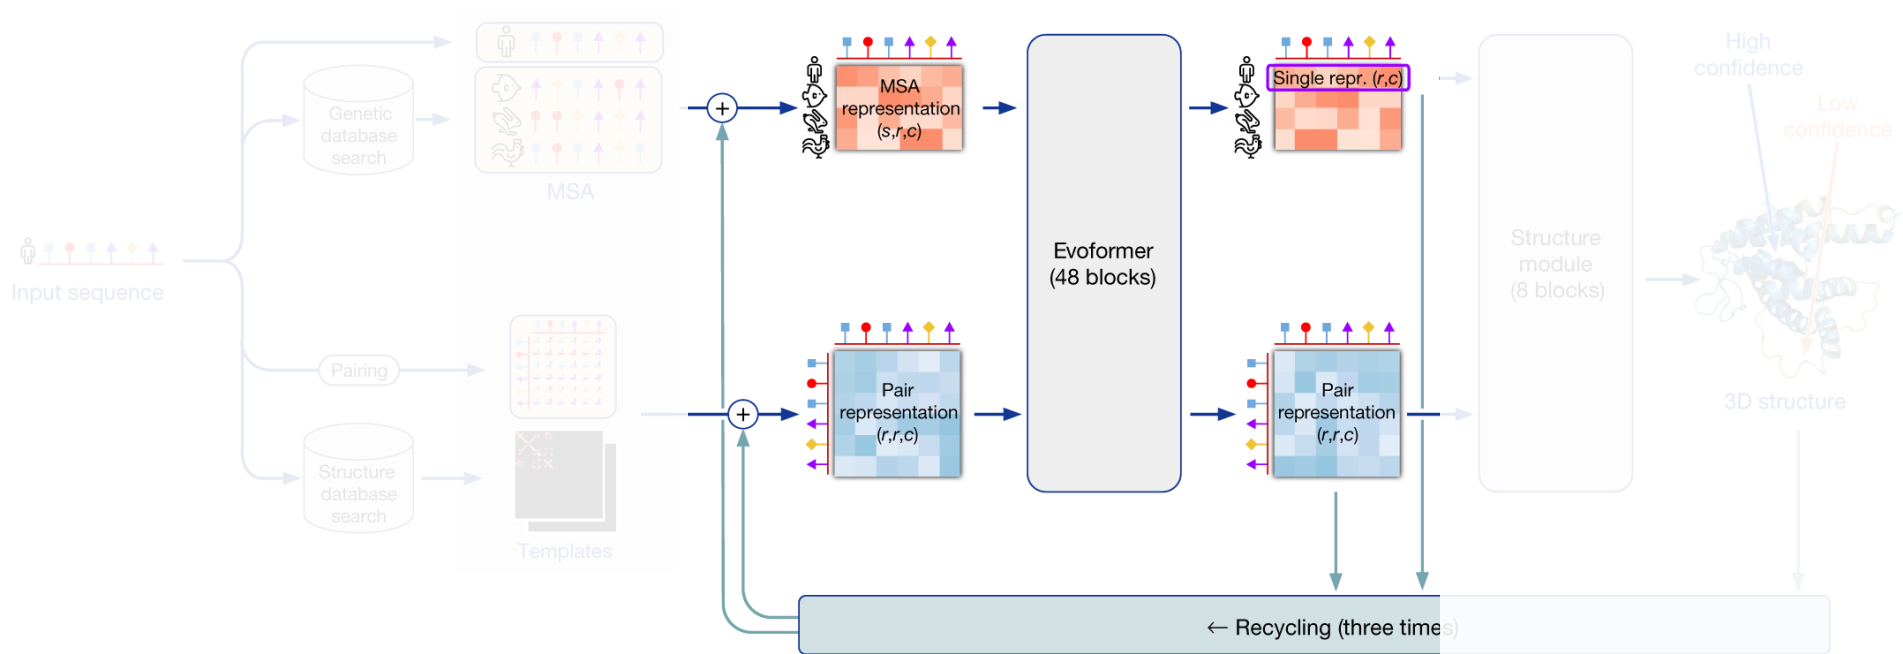 Input sequence
Genetic
database
search
MSA
Pairing
Structure
database
search
Templates
+
+
MSA
representation
(s,r,c)
Pair
representation
(r,r,c)
Evoformer
(48 blocks)
Single repr. (r,c)
Pair
representation
(r,r,c)
Structure
module
(8 blocks)
High
confidence
Low
confidence
3D structure
← Recycling (three times)